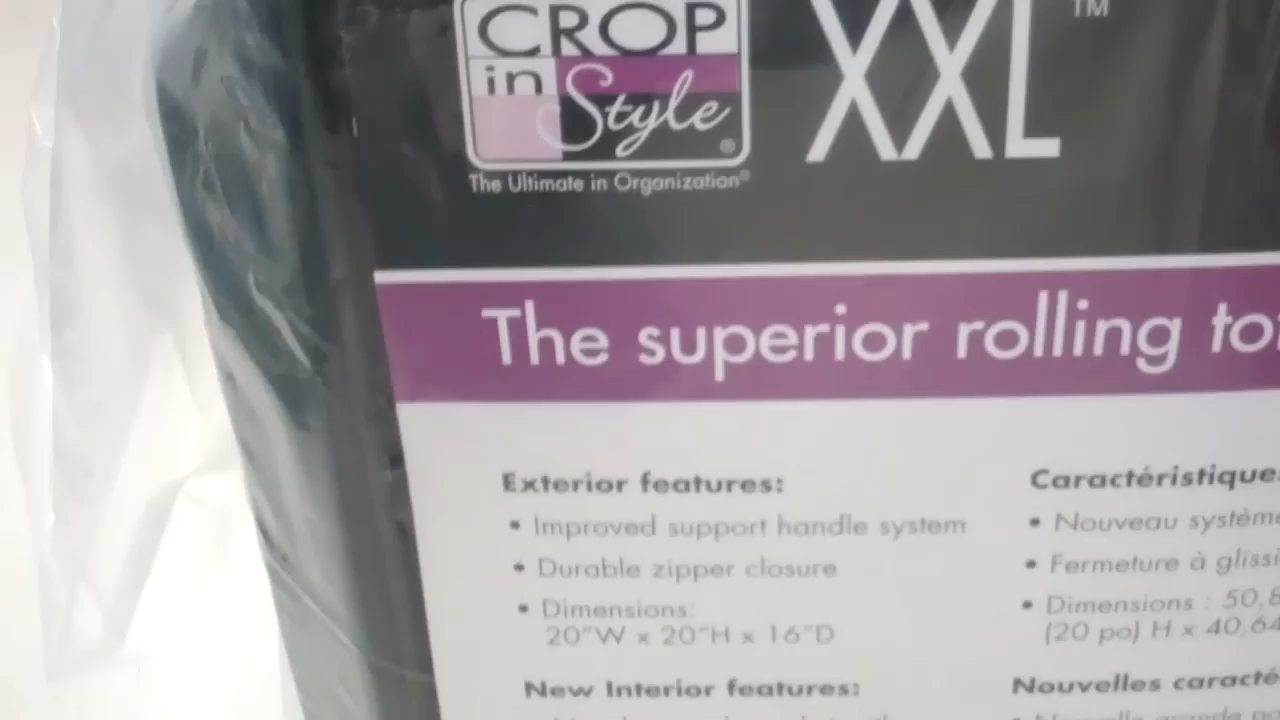 CROP XXL™
in Style®
The Ultimate in Organization®
The superior rolling
Exterior features:
• Improved support handle system
• Durable zipper closure
• Dimensions:
20"W x 20"H x 16"D
New Interior features:
Caractéristique
• Nouveau système
• Fermeture à gliss
• Dimensions : 50,8
(20 po) H x 40,64
Nouvelles caracté